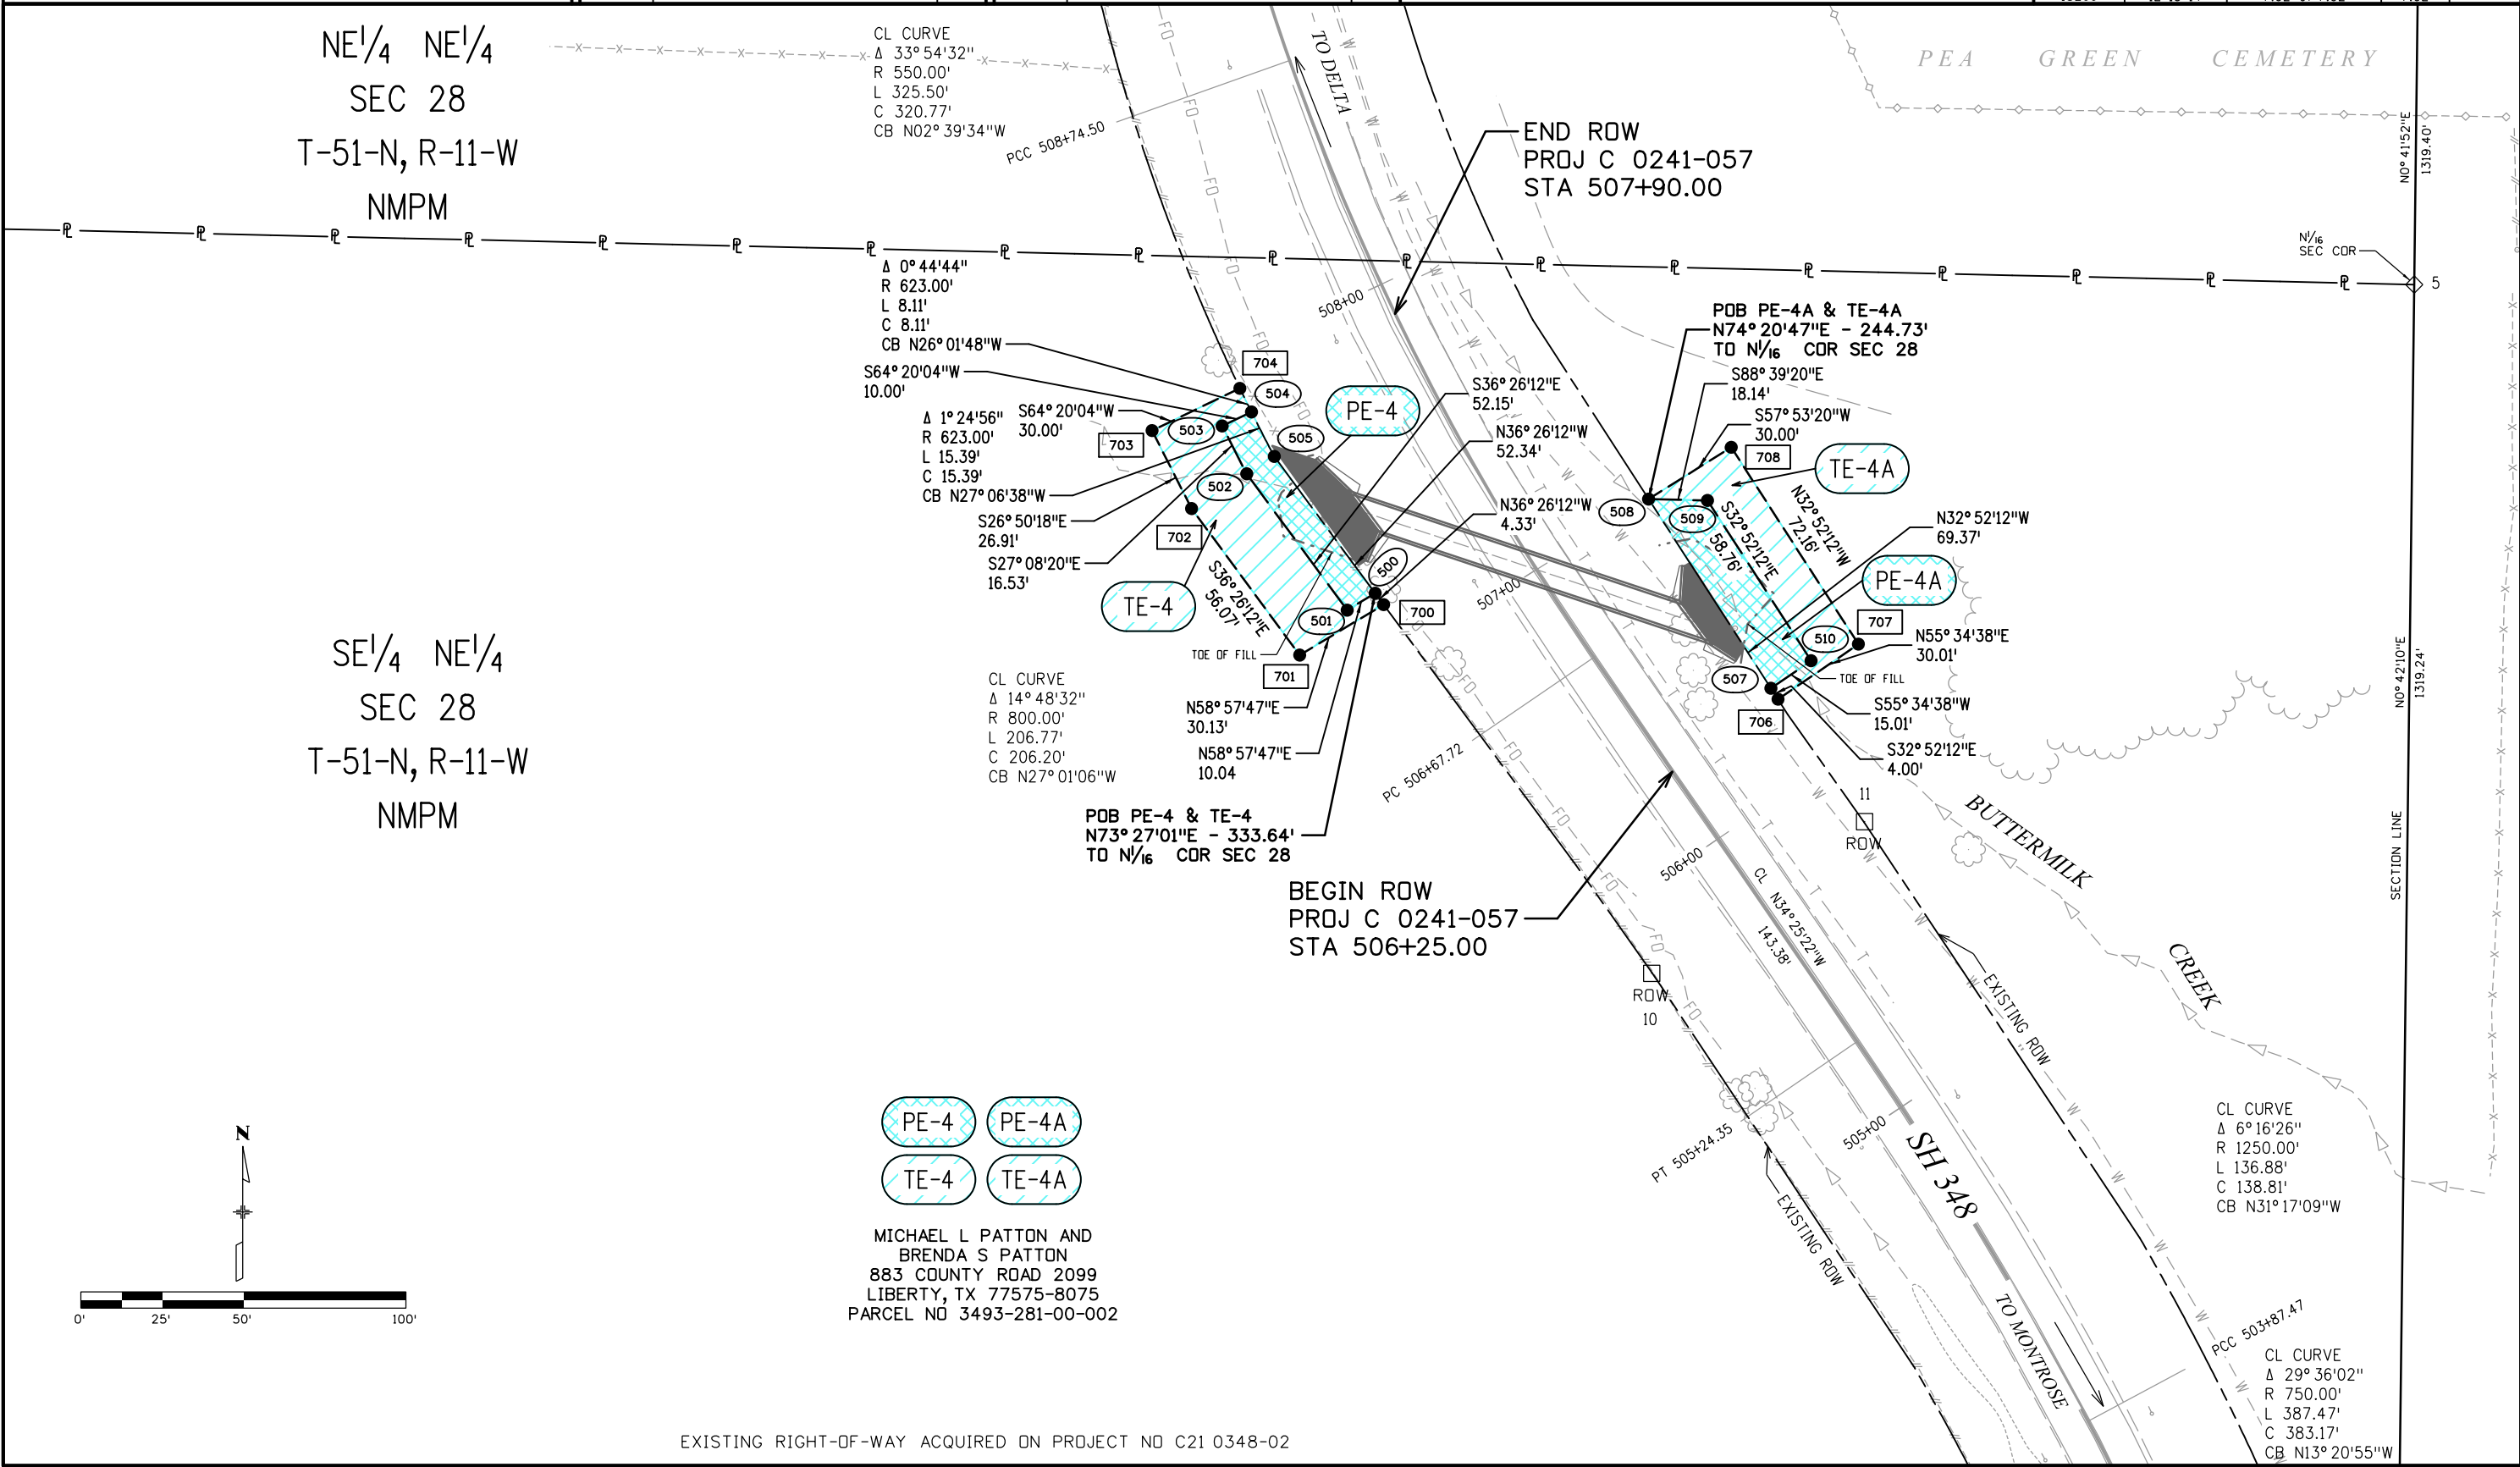 NE1/4 NE1/4
SEC 28
T-51-N, R-11-W
NMPM
CL CURVE
Δ 33°54'32"
R 550.00'
L 325.50'
C 320.77'
CB N02°39'34"W
PCC 508+74.50
TO DELTA
END ROW
PROJ C 0241-057
STA 507+90.00
PEA GREEN CEMETERY
N0°41'52"E
1319.40'
N1/16
SEC COR
5
Δ 0°44'44"
R 623.00'
L 8.11'
C 8.11'
CB N26°01'48"W
S64°20'04"W
10.00'
Δ 1°24'56"
R 623.00'
L 15.39'
C 15.39'
CB N27°06'38"W
S64°20'04"W
30.00'
S26°50'18"E
26.91'
S27°08'20"E
16.53'
704
504
703
503
505
502
702
PE-4
TE-4
S36°26'12"E
56.07'
501
500
700
701
TOE OF FILL
508+00
S36°26'12"E
52.15'
N36°26'12"W
52.34'
N36°26'12"W
4.33'
507+00
POB PE-4A & TE-4A
N74°20'47"E - 244.73'
TO N1/16 COR SEC 28
S88°39'20"E
18.14'
S57°53'20"W
30.00'
708
TE-4A
508
509
N32°52'12"W
72.16'
S32°52'12"E
58.76'
N32°52'12"W
69.37'
PE-4A
707
510
N55°34'38"E
30.01'
507
TOE OF FILL
706
S55°34'38"W
15.01'
S32°52'12"E
4.00'
SE1/4 NE1/4
SEC 28
T-51-N, R-11-W
NMPM
CL CURVE
Δ 14°48'32"
R 800.00'
L 206.77'
C 206.20'
CB N27°01'06"W
N58°57'47"E
30.13'
N58°57'47"E
10.04
POB PE-4 & TE-4
N73°27'01"E - 333.64'
TO N1/16 COR SEC 28
PC 506+67.72
BEGIN ROW
PROJ C 0241-057
STA 506+25.00
506+00
CL N34°25'22"W
143.38'
11
ROW
BUTTERMILK
CREEK
N0°42'10"E
1319.24'
SECTION LINE
ROW
10
EXISTING ROW
PT 505+24.35
505+00
SH 348
EXISTING ROW
TO MONTROSE
PCC 503+87.47
CL CURVE
Δ 6°16'26"
R 1250.00'
L 136.88'
C 138.81'
CB N31°17'09"W
CL CURVE
Δ 29°36'02"
R 750.00'
L 387.47'
C 383.17'
CB N13°20'55"W
N
0' 25' 50' 100'
PE-4 PE-4A
TE-4 TE-4A
MICHAEL L PATTON AND
BRENDA S PATTON
883 COUNTY ROAD 2099
LIBERTY, TX 77575-8075
PARCEL NO 3493-281-00-002
EXISTING RIGHT-OF-WAY ACQUIRED ON PROJECT NO C21 0348-02